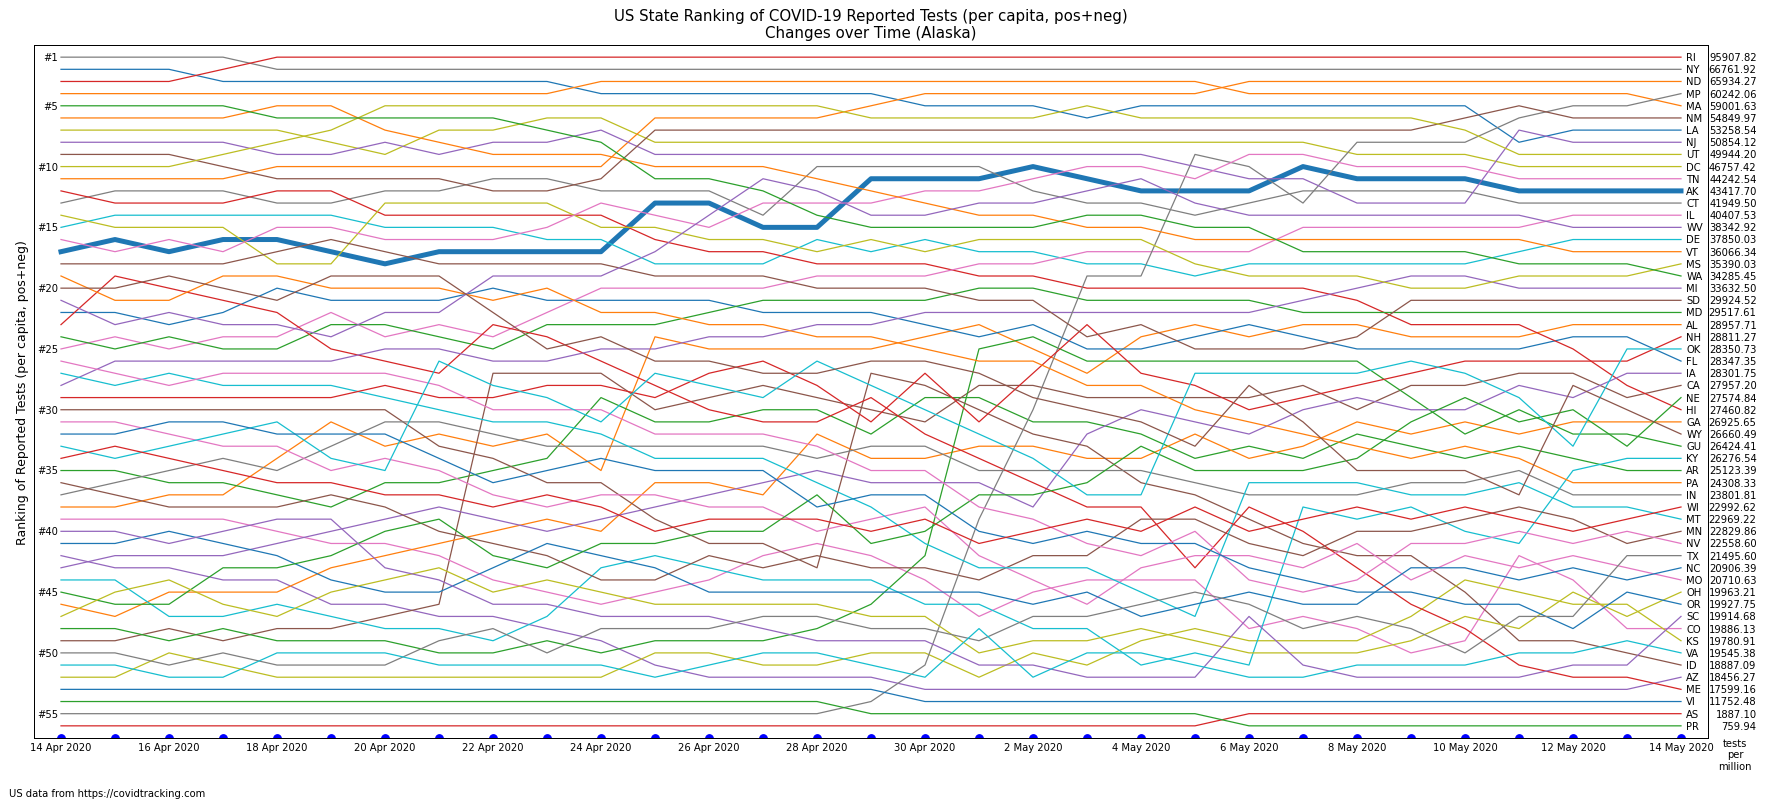 US State Ranking of COVID-19 Reported Tests (per capita, pos+neg)
Changes over Time (Alaska)
Ranking of Reported Tests (per capita, pos+neg)
#1
#5
#10
#15
#20
#25
#30
#35
#40
#45
#50
#55
RI 95907.82
NY 66761.92
ND 65934.27
MP 60242.06
MA 59001.63
NM 54849.97
LA 53258.54
NJ 50854.12
UT 49944.20
DC 46757.42
TN 44242.54
AK 43417.70
CT 41949.50
IL 40407.53
WV 38342.92
DE 37850.03
VT 36066.34
MS 35390.03
WA 34285.45
MI 33632.50
SD 29924.52
MD 29517.61
AL 28957.71
NH 28811.27
OK 28350.73
FL 28347.35
IA 28301.75
CA 27957.20
NE 27574.84
HI 27460.82
GA 26925.65
WY 26660.49
GU 26424.41
KY 26276.54
AR 25123.39
PA 24308.33
IN 23801.81
WI 22992.62
MT 22969.22
MN 22829.86
NV 22558.60
TX 21495.60
NC 20906.39
MO 20710.63
OH 19963.21
OR 19927.75
SC 19914.68
CO 19886.13
KS 19780.91
VA 19545.38
ID 18887.09
AZ 18456.27
ME 17599.16
VI 11752.48
AS 1887.10
PR 759.94
14 Apr 2020 16 Apr 2020 18 Apr 2020 20 Apr 2020 22 Apr 2020 24 Apr 2020 26 Apr 2020 28 Apr 2020 30 Apr 2020 2 May 2020 4 May 2020 6 May 2020 8 May 2020 10 May 2020 12 May 2020 14 May 2020
tests
per
million
US data from https://covidtracking.com